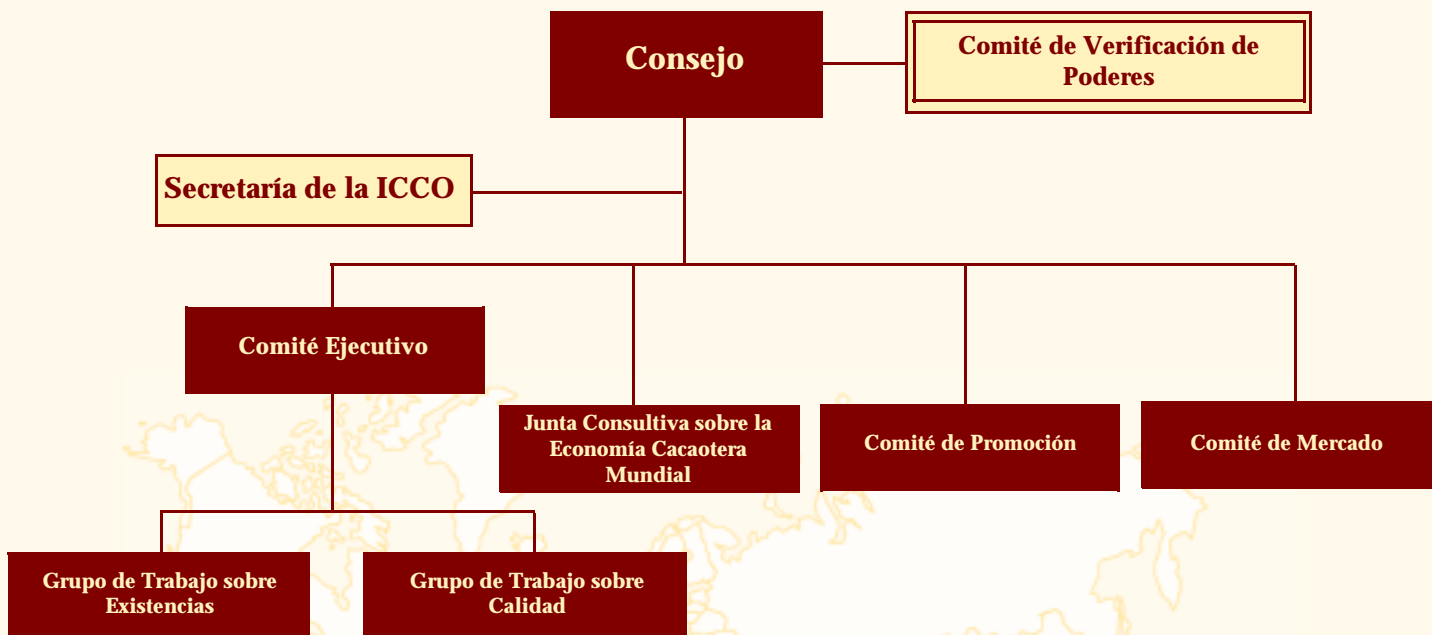 Consejo
Comité de Verificación de
Poderes
Secretaría de la ICCO
Comité Ejecutivo
Junta Consultiva sobre la
Economía Cacaotera
Mundial
Comité de Promoción
Comité de Mercado
Grupo de Trabajo sobre
Existencias
Grupo de Trabajo sobre
Calidad